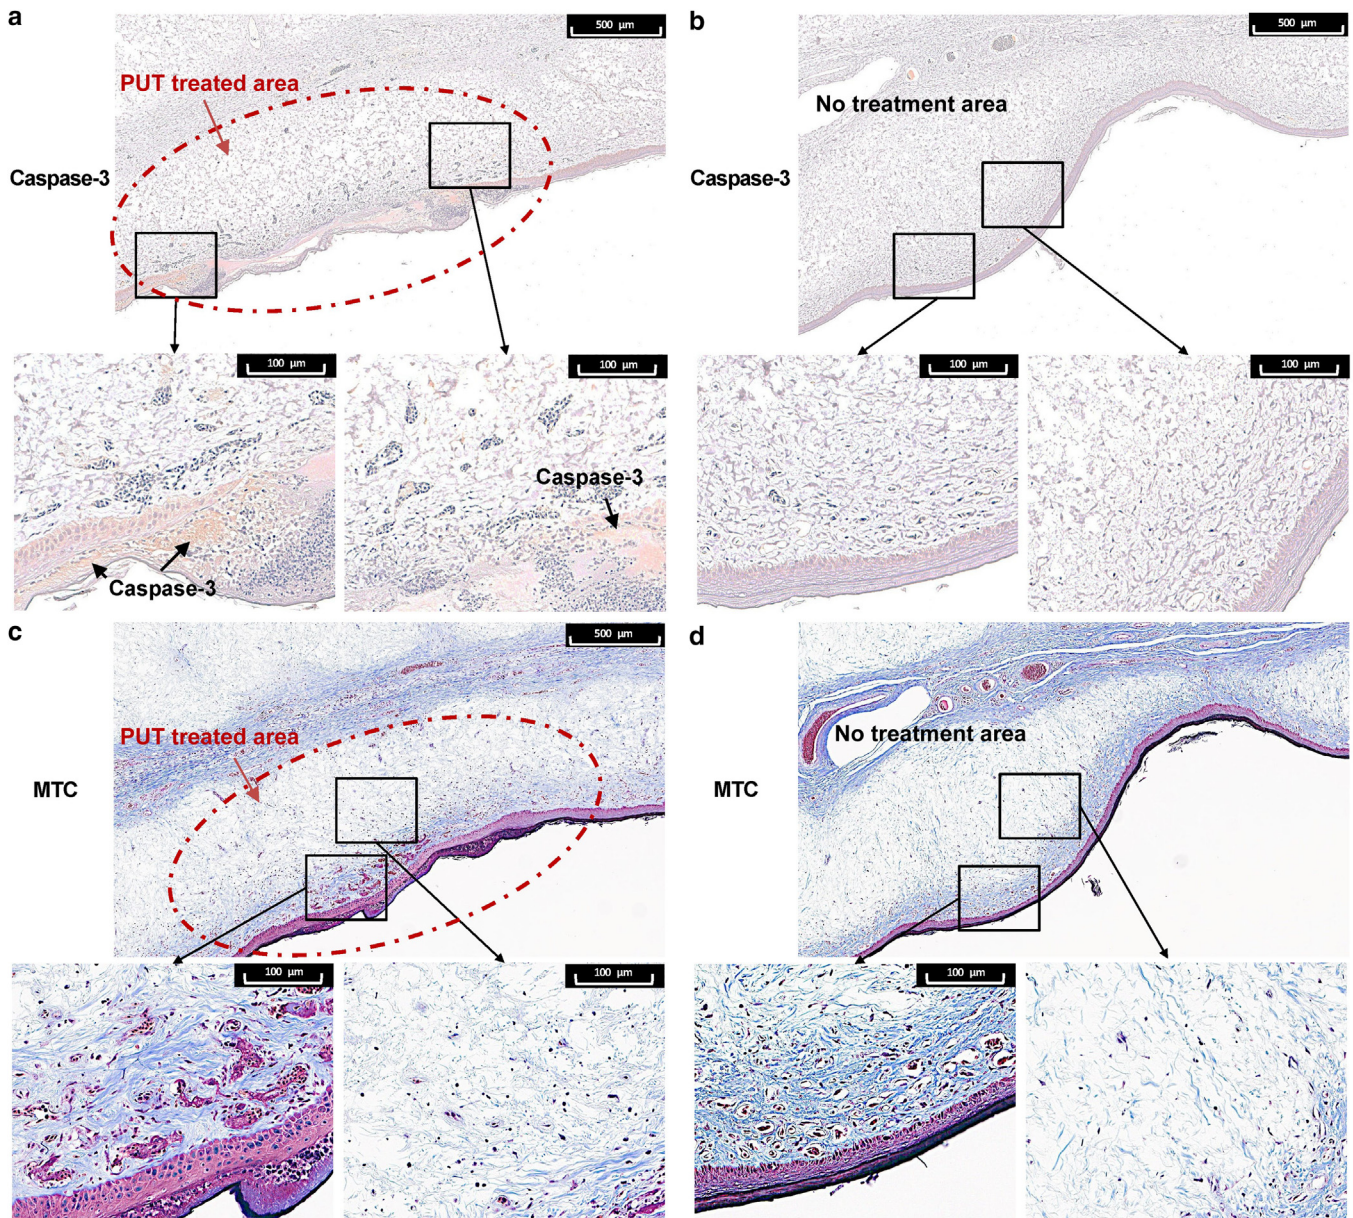 a
500 µm
PUT treated area
Caspase-3
100 µm
100 µm
Caspase-3
Caspase-3
b
500 µm
No treatment area
Caspase-3
100 µm
100 µm
c
500 µm
PUT treated area
MTC
100 µm
100 µm
d
No treatment area
MTC
100 µm